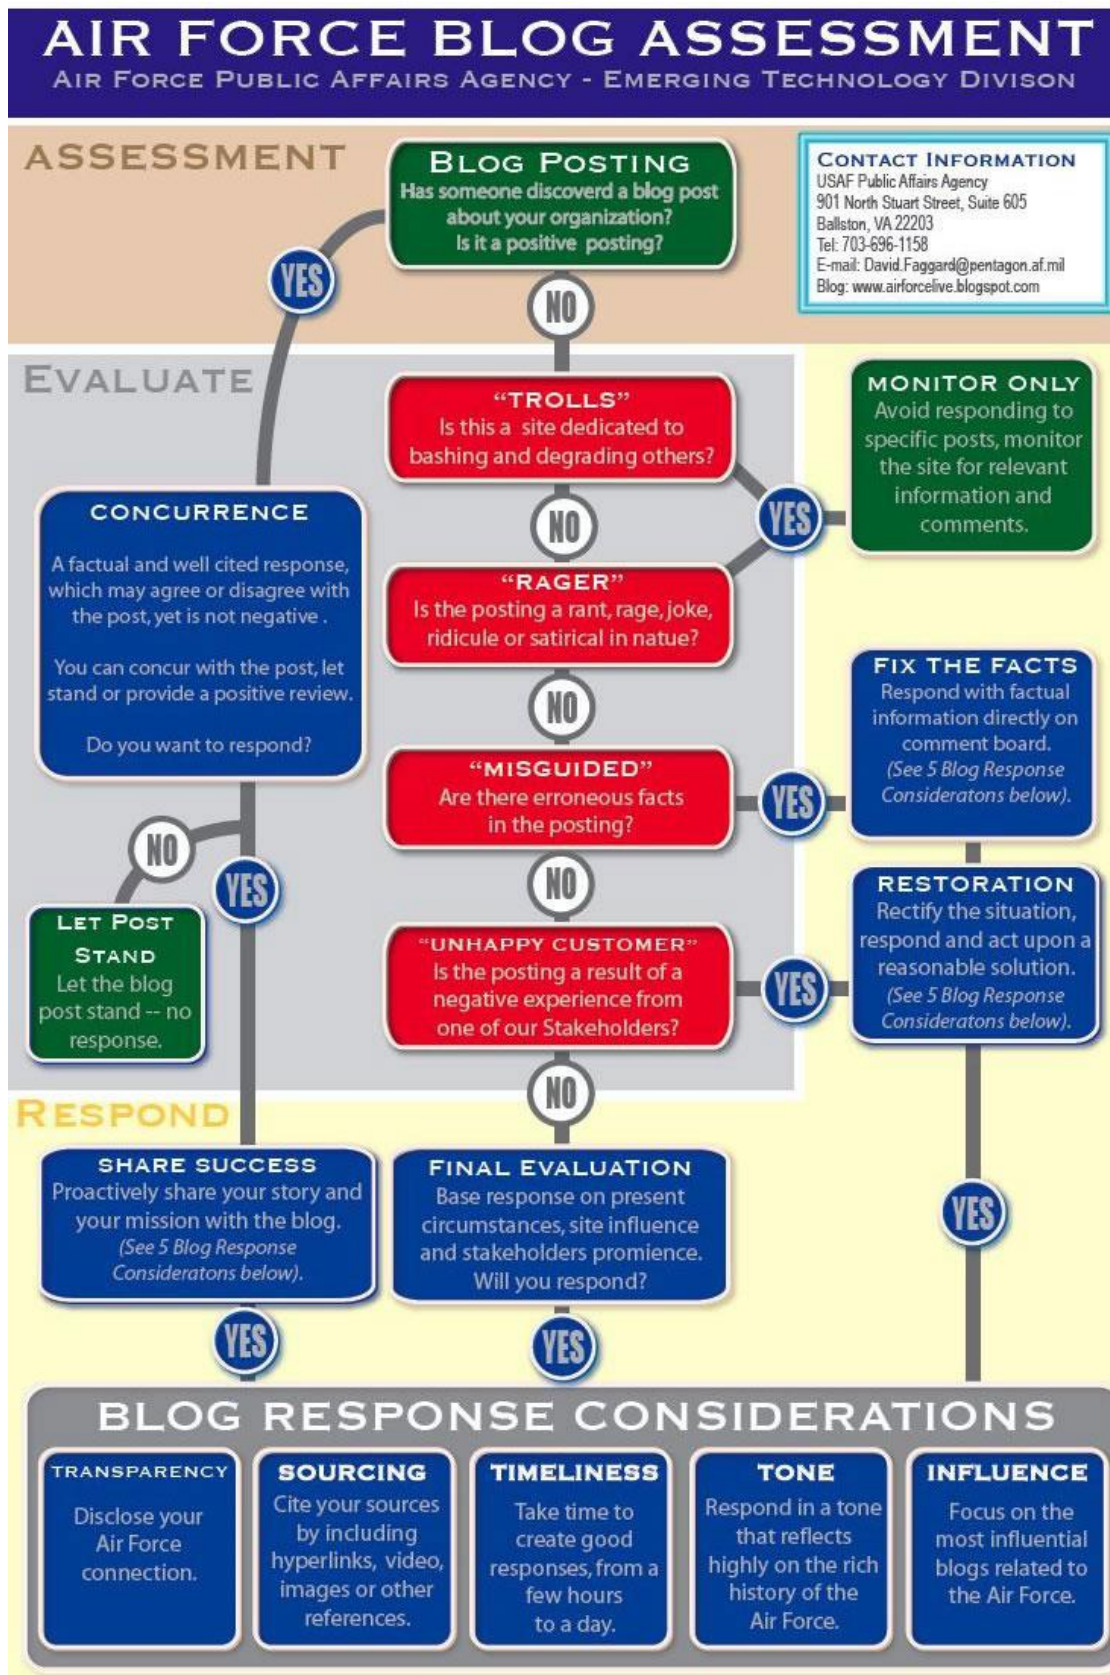 AIR FORCE BLOG ASSESSMENT
AIR FORCE PUBLIC AFFAIRS AGENCY - EMERGING TECHNOLOGY DIVISON
ASSESSMENT
BLOG POSTING
Has someone discoverd a blog post
about your organization?
Is it a positive posting?
CONTACT INFORMATION
USAF Public Affairs Agency
901 North Stuart Street, Suite 605
Ballston, VA 22203
Tel: 703-696-1158
E-mail: David.Faggard@pentagon.af.mil
Blog: www.airforcelive.blogspot.com
YES
NO
EVALUATE
"TROLLS"
Is this a site dedicated to
bashing and degrading others?
MONITOR ONLY
Avoid responding to
specific posts, monitor
the site for relevant
information and
comments.
NO
YES
CONCURRENCE
A factual and well cited response,
which may agree or disagree with
the post, yet is not negative .
You can concur with the post, let
stand or provide a positive review.
Do you want to respond?
"RAGER"
Is the posting a rant, rage, joke,
ridicule or satirical in natue?
NO
"MISGUIDED"
Are there erroneous facts
in the posting?
YES
FIX THE FACTS
Respond with factual
information directly on
comment board.
(See 5 Blog Response
Consideratons below).
NO
YES
NO
LET POST
STAND
Let the blog
post stand -- no
response.
"UNHAPPY CUSTOMER"
Is the posting a result of a
negative experience from
one of our Stakeholders?
YES
RESTORATION
Rectify the situation,
respond and act upon a
reasonable solution.
(See 5 Blog Response
Consideratons below).
NO
RESPOND
SHARE SUCCESS
Proactively share your story and
your mission with the blog.
(See 5 Blog Response
Consideratons below).
FINAL EVALUATION
Base response on present
circumstances, site influence
and stakeholders promience.
Will you respond?
YES
YES
YES
BLOG RESPONSE CONSIDERATIONS
TRANSPARENCY
Disclose your
Air Force
connection.
SOURCING
Cite your sources
by including
hyperlinks, video,
images or other
references.
TIMELINESS
Take time to
create good
responses, from a
few hours
to a day.
TONE
Respond in a tone
that reflects
highly on the rich
history of the
Air Force.
INFLUENCE
Focus on the
most influential
blogs related to
the Air Force.